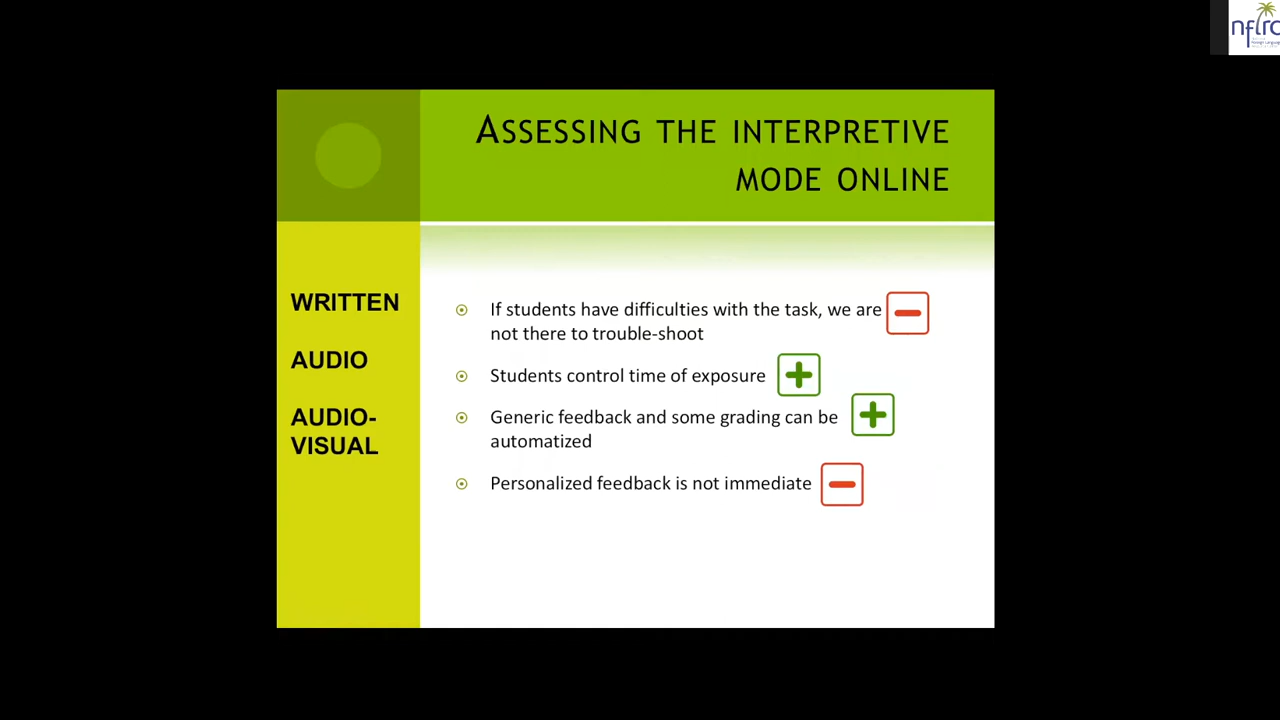 nflrc
ASSESSING THE INTERPRETIVE
MODE ONLINE
WRITTEN
AUDIO
AUDIO-
VISUAL
If students have difficulties with the task, we are
not there to trouble-shoot
Students control time of exposure
Generic feedback and some grading can be
automatized
Personalized feedback is not immediate